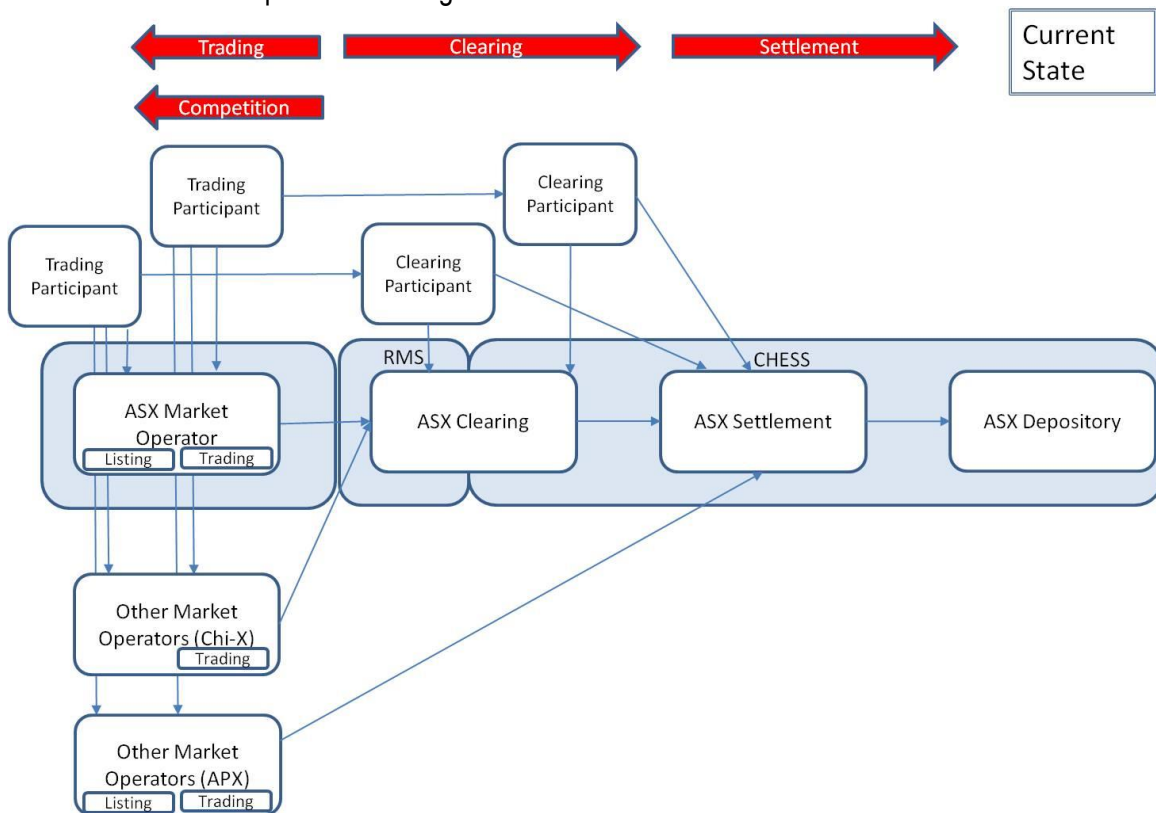 Trading
Clearing
Settlement
Current
State
Competition
Trading
Participant
Clearing
Participant
Trading
Participant
Clearing
Participant
RMS
CHESS
ASX Market
Operator
Listing
Trading
ASX Clearing
ASX Settlement
ASX Depository
Other Market
Operators (Chi-X)
Trading
Other Market
Operators (APX)
Listing
Trading